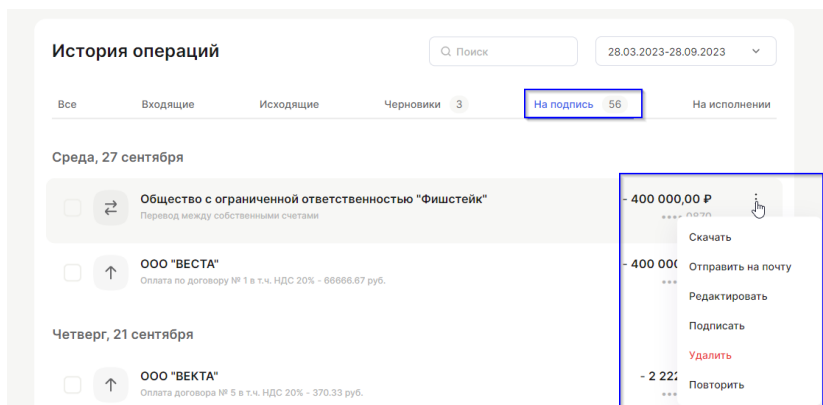 История операций
Поиск
28.03.2023-28.09.2023
Все Входящие Исходящие Черновики 3 На подпись 56 На исполнении
Среда, 27 сентября
Общество с ограниченной ответственностью "Фиштейк" - 400 000,00 ₽
Перевод между собственными счетами
Скачать
ООО "ВЕСТА" - 400 000
Отправить на почту
Оплата по договору № 1 в т.ч. НДС 20% - 66666.67 руб.
Редактировать
Подписать
Четверг, 21 сентября
Удалить
ООО "ВЕКТА" - 2 222
Повторить
Оплата договора № 5 в т.ч. НДС 20% - 370.33 руб.